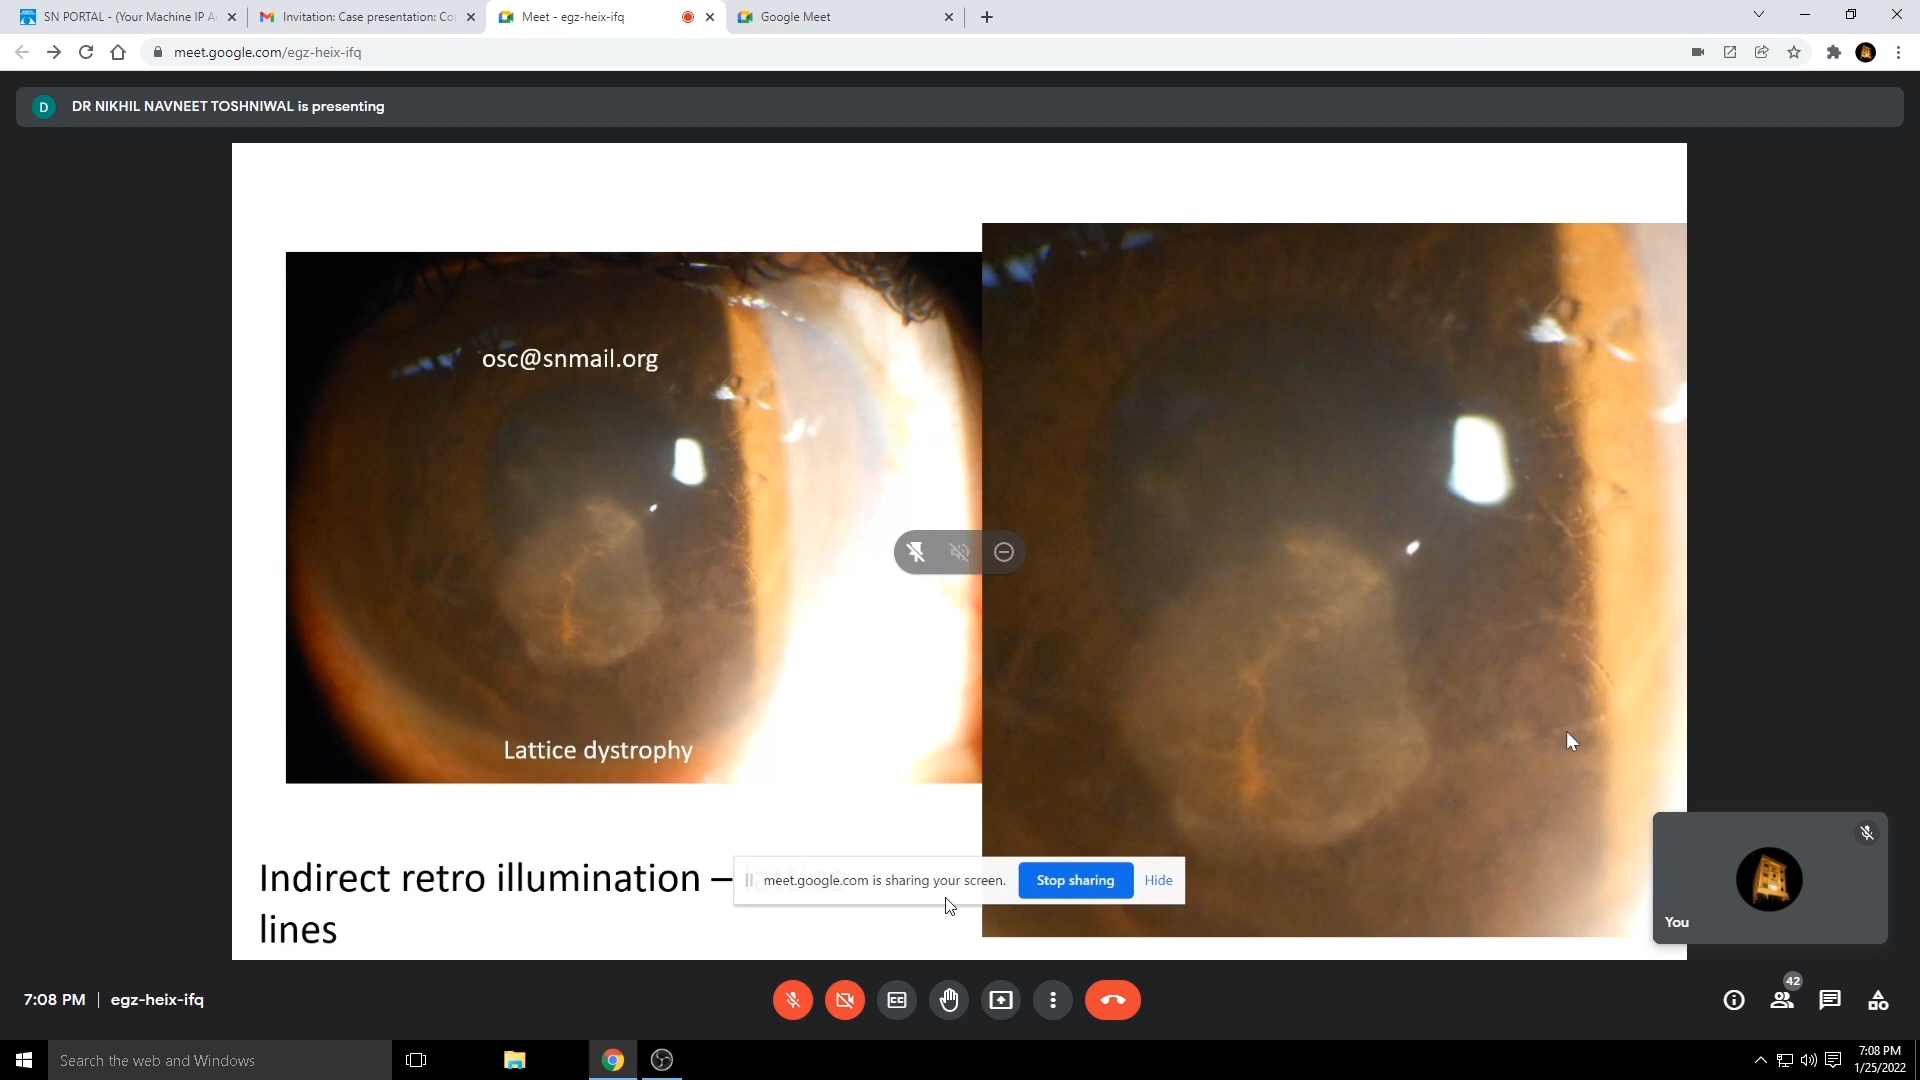 SN PORTAL - (Your Machine IP A
Invitation: Case presentation: Co
Meet - egz-heix-ifq
Google Meet
meet.google.com/egz-heix-ifq
D
DR NIKHIL NAVNEET TOSHNIWAL is presenting
osc@snmail.org
Lattice dystrophy
Indirect retro illumination –
lines
meet.google.com is sharing your screen.
Stop sharing
Hide
You
7:08 PM
egz-heix-ifq
CC
42
Search the web and Windows
7:08 PM
1/25/2022